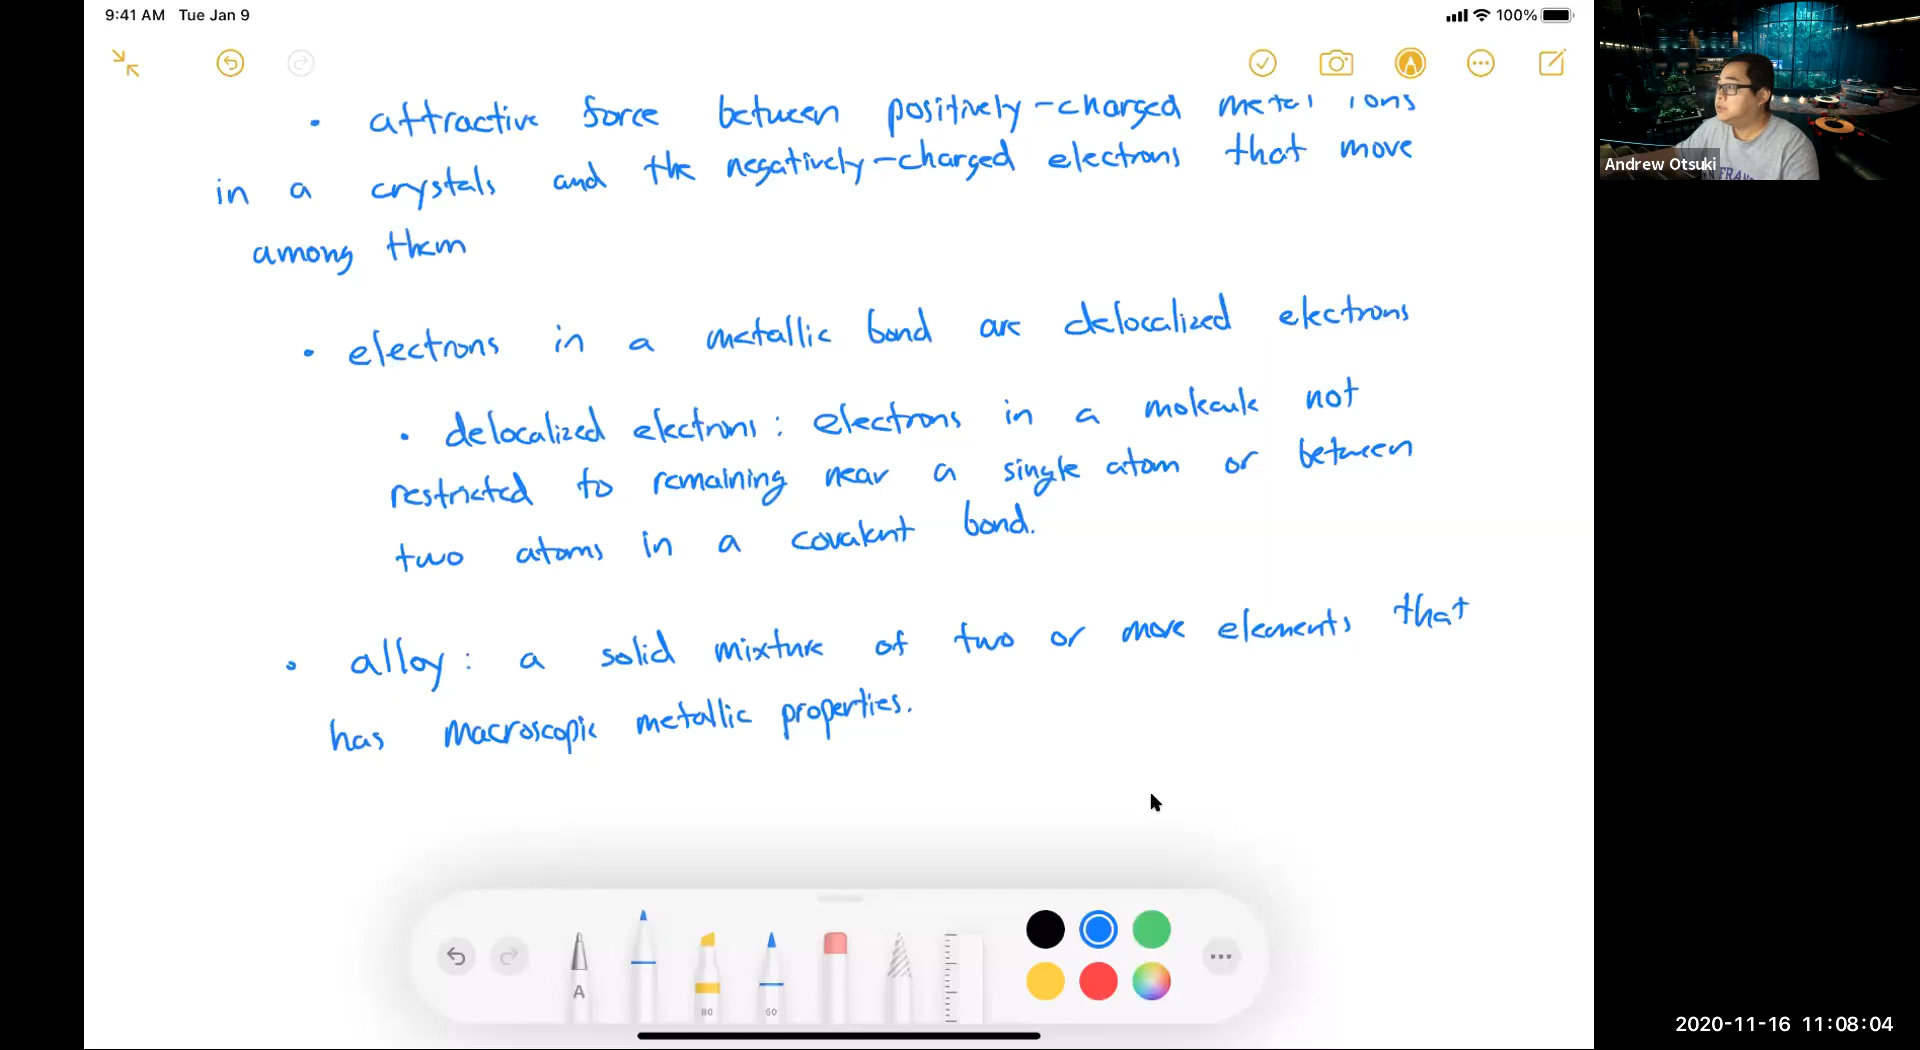 9:41 AM Tue Jan 9
100%
• attractive force between positively-charged metal ions
in a crystals and the negatively-charged electrons that move
among them
• electrons in a metallic bond are delocalized electrons
• delocalized electrons: electrons in a molecule not
restricted to remaining near a single atom or between
two atoms in a covalent bond.
• alloy: a solid mixture of two or more elements that
has macroscopic metallic properties.
A
80
50
Andrew Otsuki
2020-11-16 11:08:04